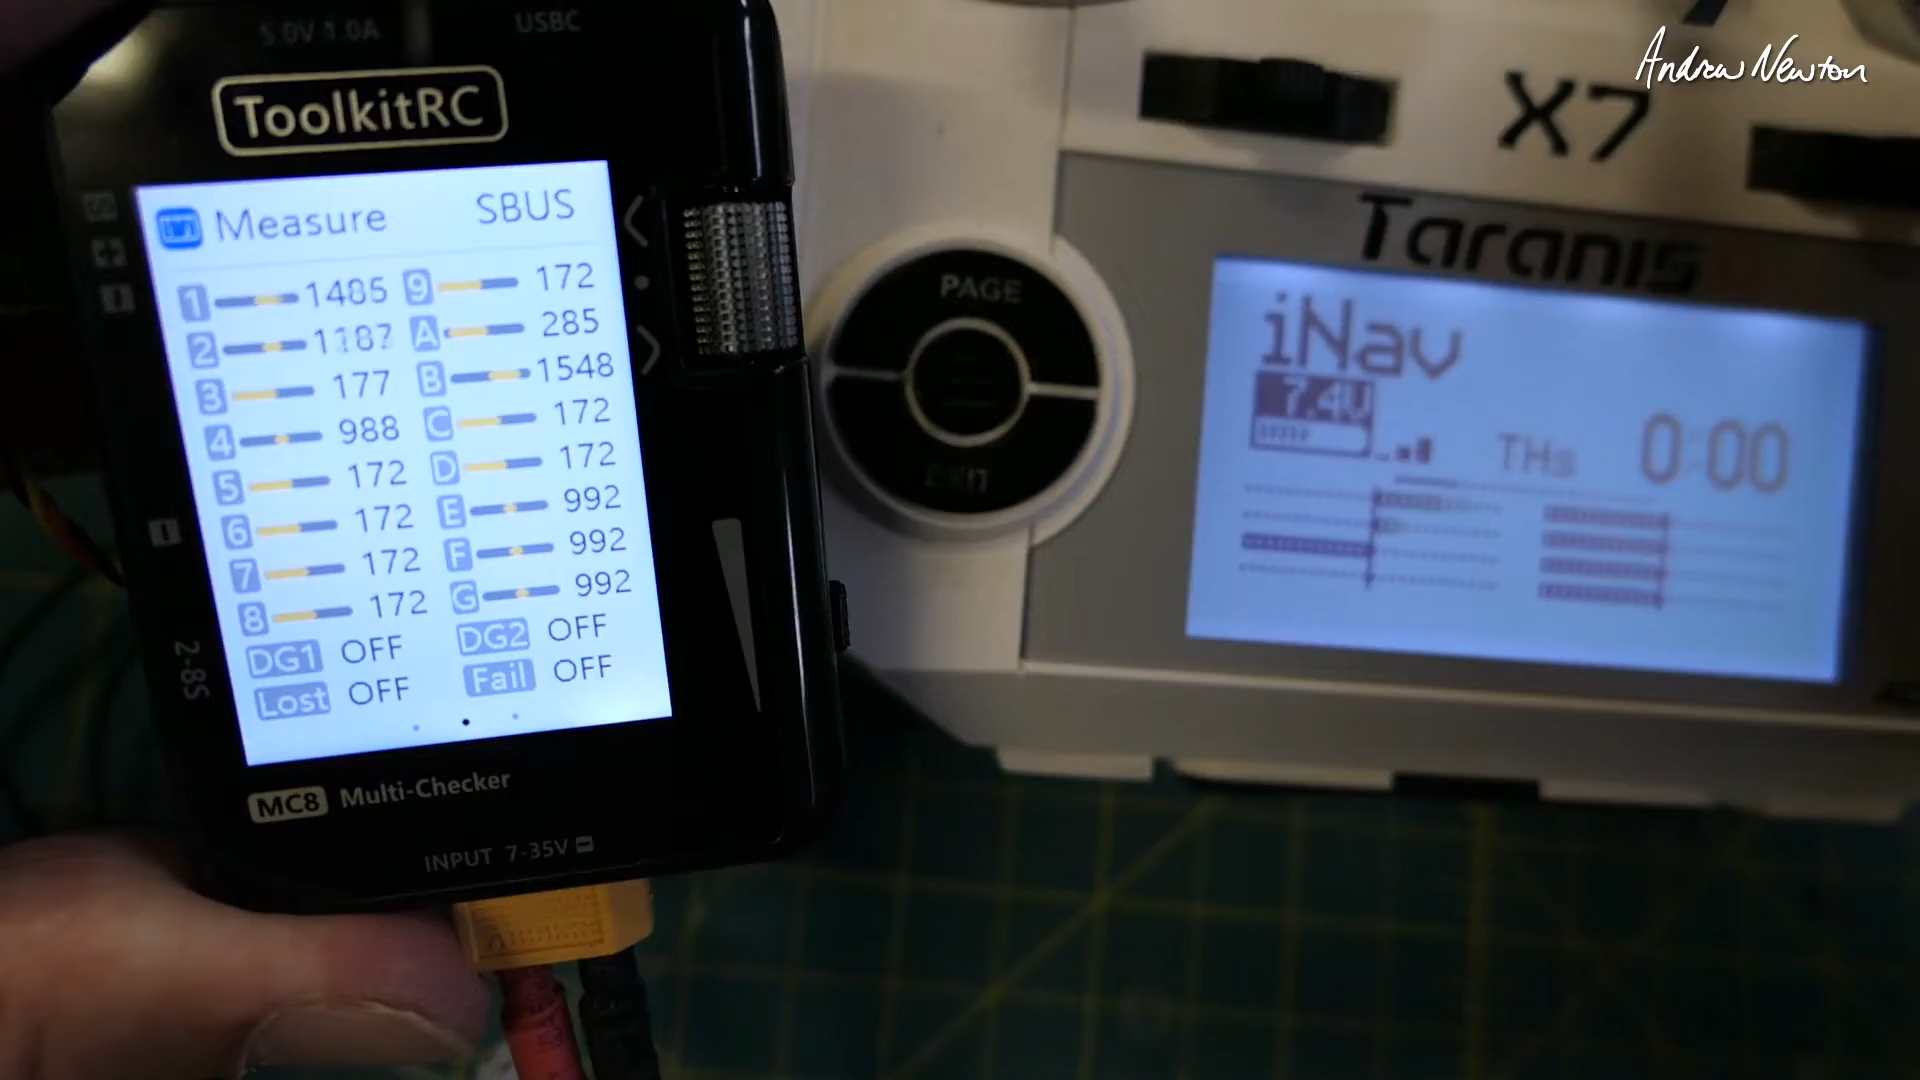 5.0V 1.0A
USBC
ToolkitRC
Measure SBUS
1 1485 9 172
2 1187 A 285
3 177 B 1548
4 988 C 172
5 172 D 172
6 172 E 992
7 172 F 992
8 172 G 992
DG1 OFF DG2 OFF
Lost OFF Fail OFF
2-8S
MC8 Multi-Checker
INPUT 7-35V
Andrew Newton
X7
Taranis
PAGE
EXIT
iNav
7.4V
THs 0:00